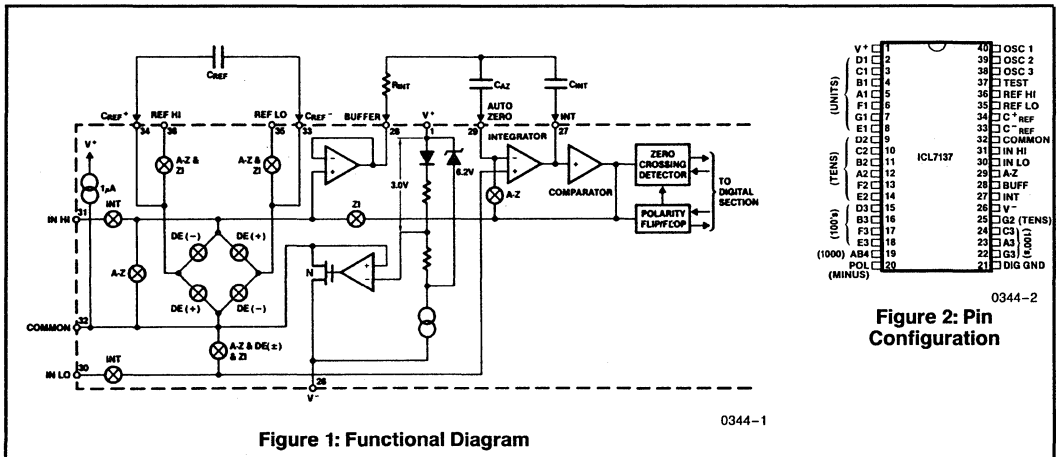 CREF
RINT
CAZ
CINT
CREF+
REF HI
REF LO
CREF−
BUFFER
V+
AUTO
ZERO
INTEGRATOR
INT
34
36
35
33
28
1
29
27
V+
1μA
A-Z &
ZI
A-Z &
ZI
3.0V
6.2V
A-Z
COMPARATOR
ZERO
CROSSING
DETECTOR
POLARITY
FLIP/FLOP
TO
DIGITAL
SECTION
31
IN HI
INT
ZI
DE(−)
DE(+)
A-Z
DE(+)
DE(−)
N
32
COMMON
INT
A-Z & DE(±)
& ZI
30
IN LO
26
V−
0344–1
Figure 1: Functional Diagram
V+ 1 40 OSC 1
D1 2 39 OSC 2
C1 3 38 OSC 3
B1 4 37 TEST
(UNITS) A1 5 36 REF HI
F1 6 35 REF LO
G1 7 34 C+REF
E1 8 33 C−REF
D2 9 32 COMMON
C2 10 31 IN HI
ICL7137
B2 11 30 IN LO
(TENS) A2 12 29 A-Z
F2 13 28 BUFF
E2 14 27 INT
D3 15 26 V−
(100's) B3 16 25 G2 (TENS)
F3 17 24 C3
E3 18 23 A3 (100's)
(1000) AB4 19 22 G3
POL 20 21 DIG GND
(MINUS)
0344–2
Figure 2: Pin
Configuration